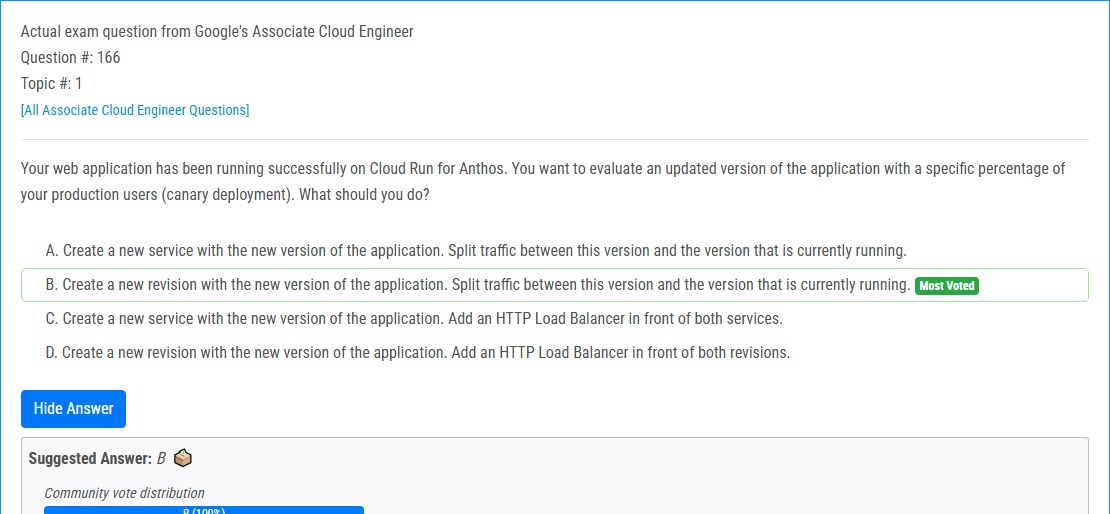 Actual exam question from Google's Associate Cloud Engineer
Question #: 166
Topic #: 1
[All Associate Cloud Engineer Questions]
Your web application has been running successfully on Cloud Run for Anthos. You want to evaluate an updated version of the application with a specific percentage of
your production users (canary deployment). What should you do?
A. Create a new service with the new version of the application. Split traffic between this version and the version that is currently running.
B. Create a new revision with the new version of the application. Split traffic between this version and the version that is currently running. Most Voted
C. Create a new service with the new version of the application. Add an HTTP Load Balancer in front of both services.
D. Create a new revision with the new version of the application. Add an HTTP Load Balancer in front of both revisions.
Hide Answer
Suggested Answer: B
Community vote distribution
B (100%)